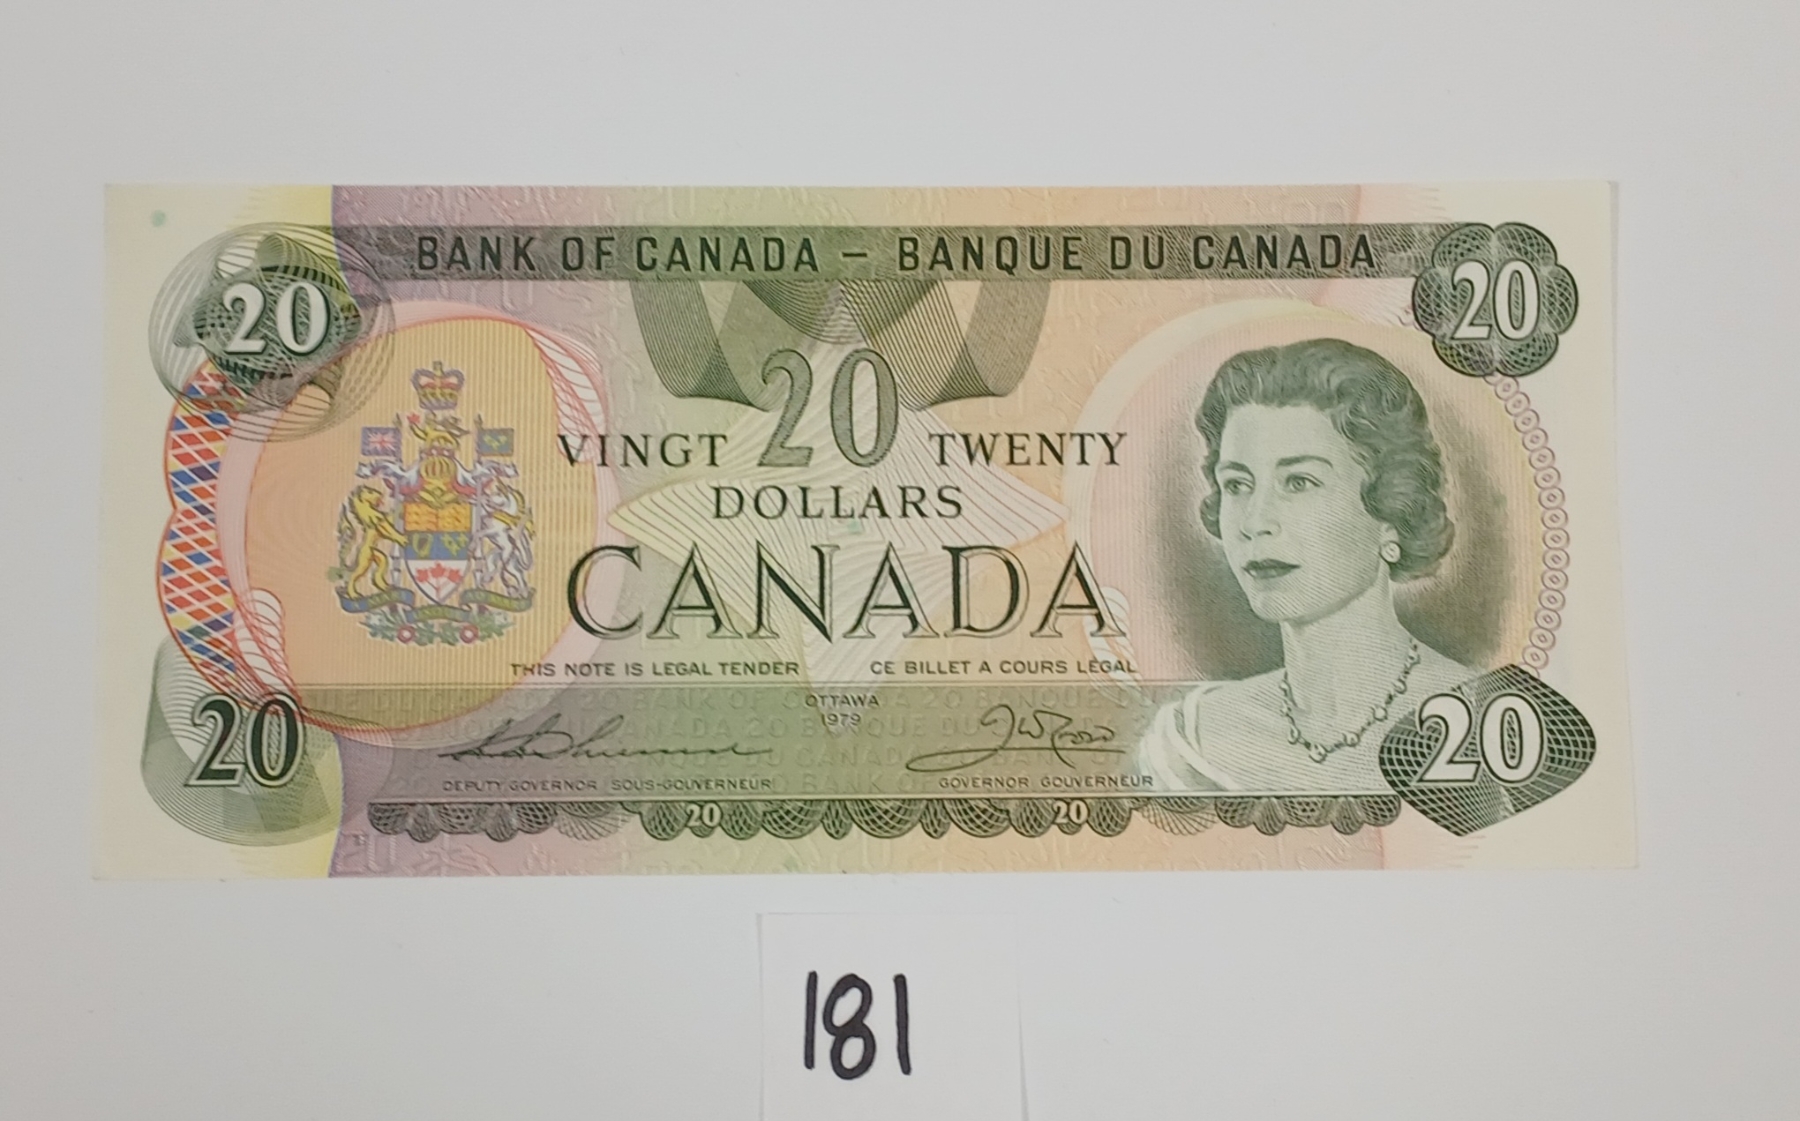 BANK OF CANADA – BANQUE DU CANADA
20 20
20
VINGT TWENTY
DOLLARS
CANADA
THIS NOTE IS LEGAL TENDER CE BILLET A COURS LÉGAL
OTTAWA
1979
20 20
DEPUTY GOVERNOR SOUS-GOUVERNEUR GOVERNOR GOUVERNEUR
20 20
181